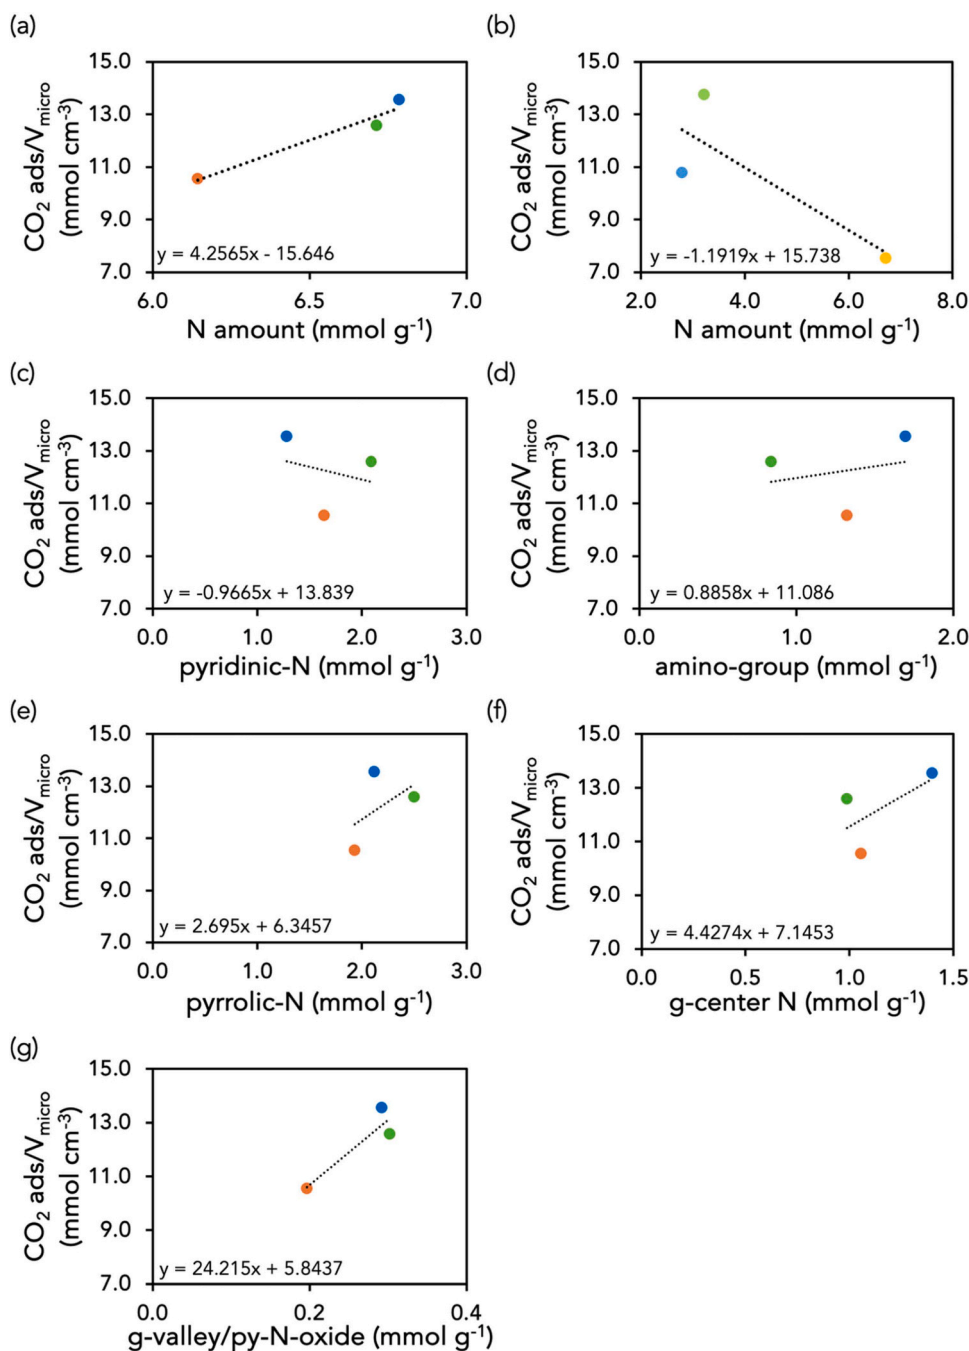 (a)
CO₂ ads/Vmicro
(mmol cm⁻³)
15.0
13.0
11.0
9.0
7.0
y = 4.2565x - 15.646
6.0 6.5 7.0
N amount (mmol g⁻¹)
(b)
CO₂ ads/Vmicro
(mmol cm⁻³)
15.0
13.0
11.0
9.0
7.0
y = -1.1919x + 15.738
2.0 4.0 6.0 8.0
N amount (mmol g⁻¹)
(c)
CO₂ ads/Vmicro
(mmol cm⁻³)
15.0
13.0
11.0
9.0
7.0
y = -0.9665x + 13.839
0.0 1.0 2.0 3.0
pyridinic-N (mmol g⁻¹)
(d)
CO₂ ads/Vmicro
(mmol cm⁻³)
15.0
13.0
11.0
9.0
7.0
y = 0.8858x + 11.086
0.0 1.0 2.0
amino-group (mmol g⁻¹)
(e)
CO₂ ads/Vmicro
(mmol cm⁻³)
15.0
13.0
11.0
9.0
7.0
y = 2.695x + 6.3457
0.0 1.0 2.0 3.0
pyrrolic-N (mmol g⁻¹)
(f)
CO₂ ads/Vmicro
(mmol cm⁻³)
15.0
13.0
11.0
9.0
7.0
y = 4.4274x + 7.1453
0.0 0.5 1.0 1.5
g-center N (mmol g⁻¹)
(g)
CO₂ ads/Vmicro
(mmol cm⁻³)
15.0
13.0
11.0
9.0
7.0
y = 24.215x + 5.8437
0.0 0.2 0.4
g-valley/py-N-oxide (mmol g⁻¹)